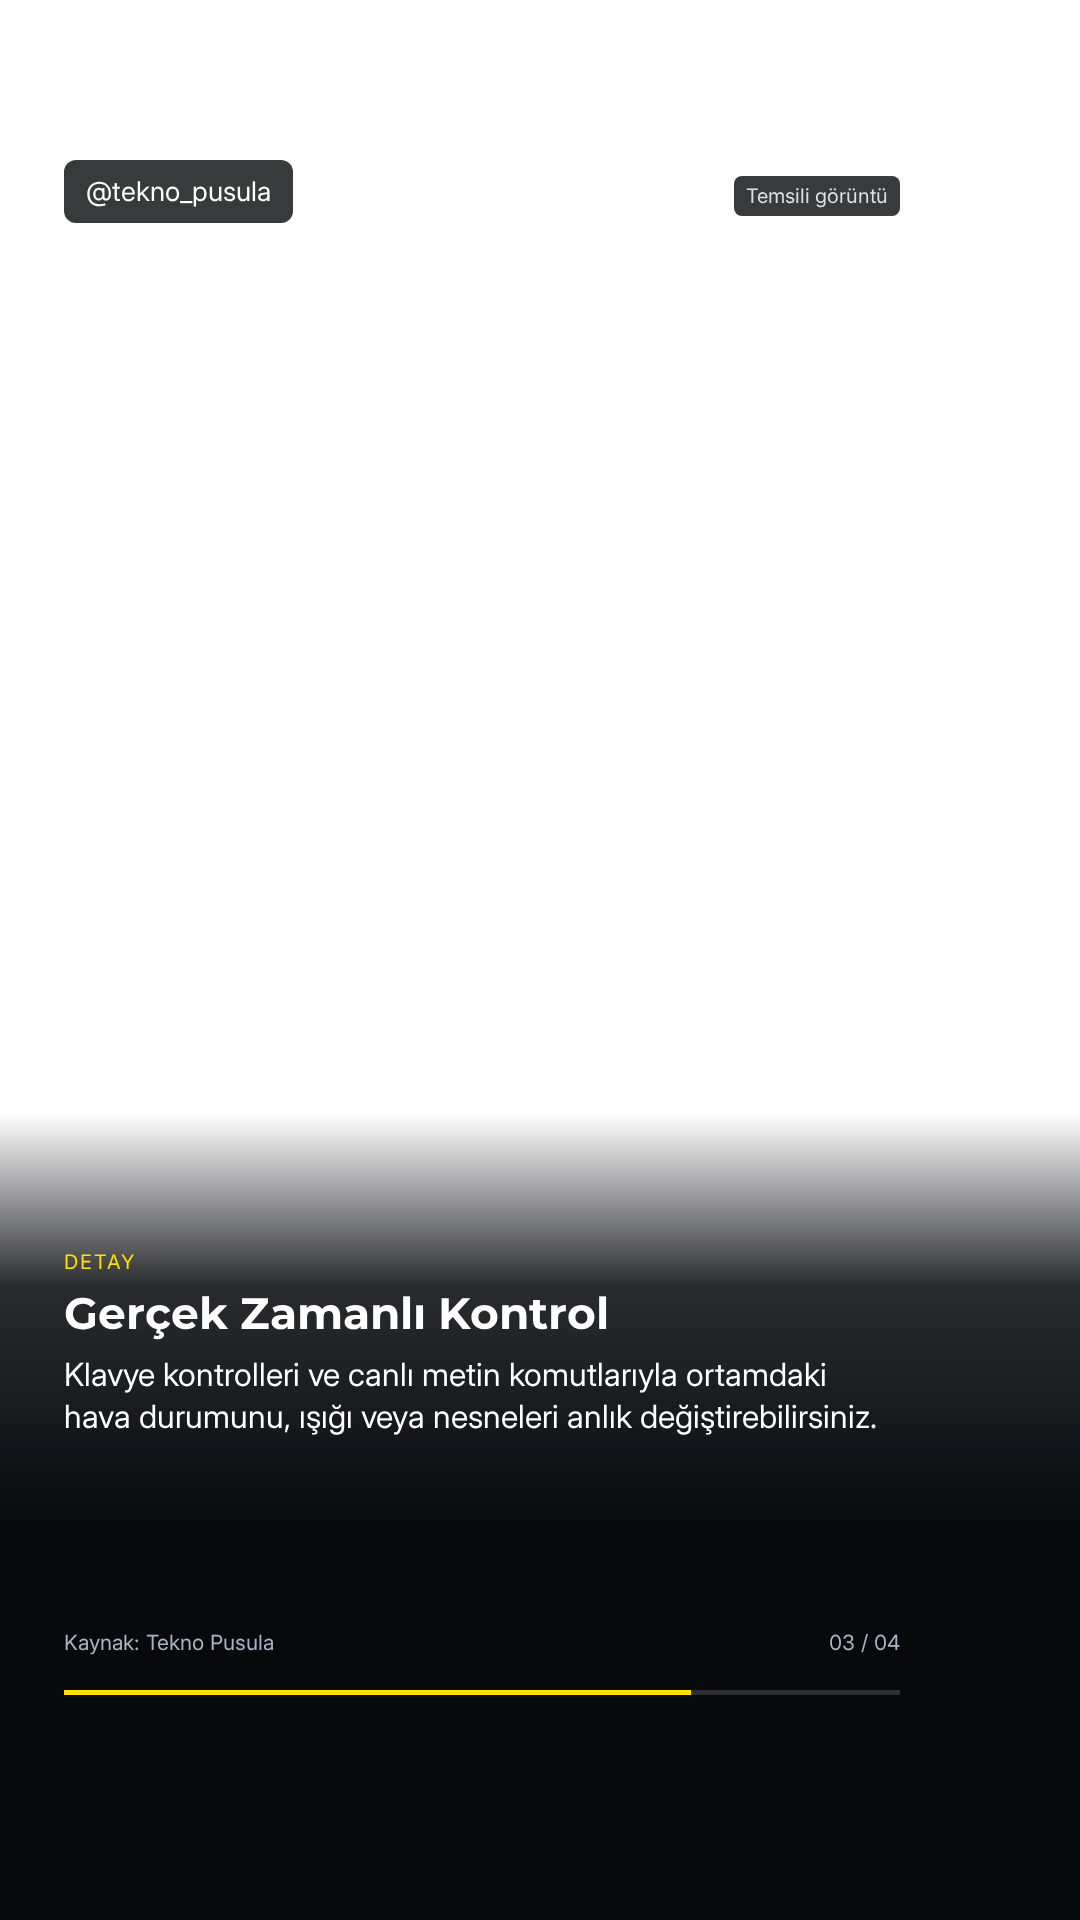 @tekno_pusula
Temsili görüntü
DETAY
Gerçek Zamanlı Kontrol
Klavye kontrolleri ve canlı metin komutlarıyla ortamdaki
hava durumunu, ışığı veya nesneleri anlık değiştirebilirsiniz.
Kaynak: Tekno Pusula
03 / 04